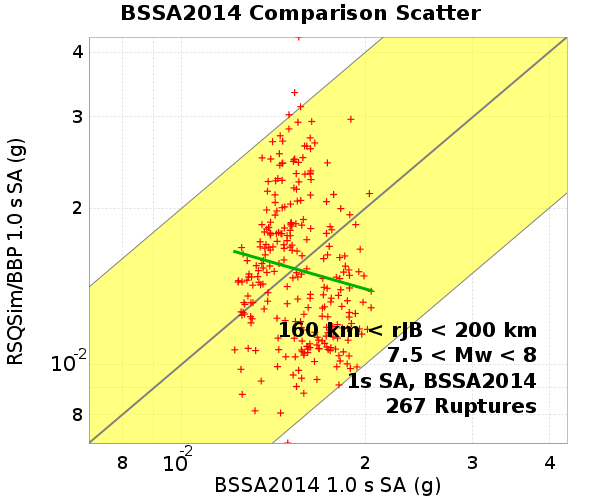 BSSA2014 Comparison Scatter
RSQSim/BBP 1.0 s SA (g)
4
3
2
10-2
8
160 km < rJB < 200 km
7.5 < Mw < 8
1s SA, BSSA2014
267 Ruptures
8 10-2 2 3 4
BSSA2014 1.0 s SA (g)